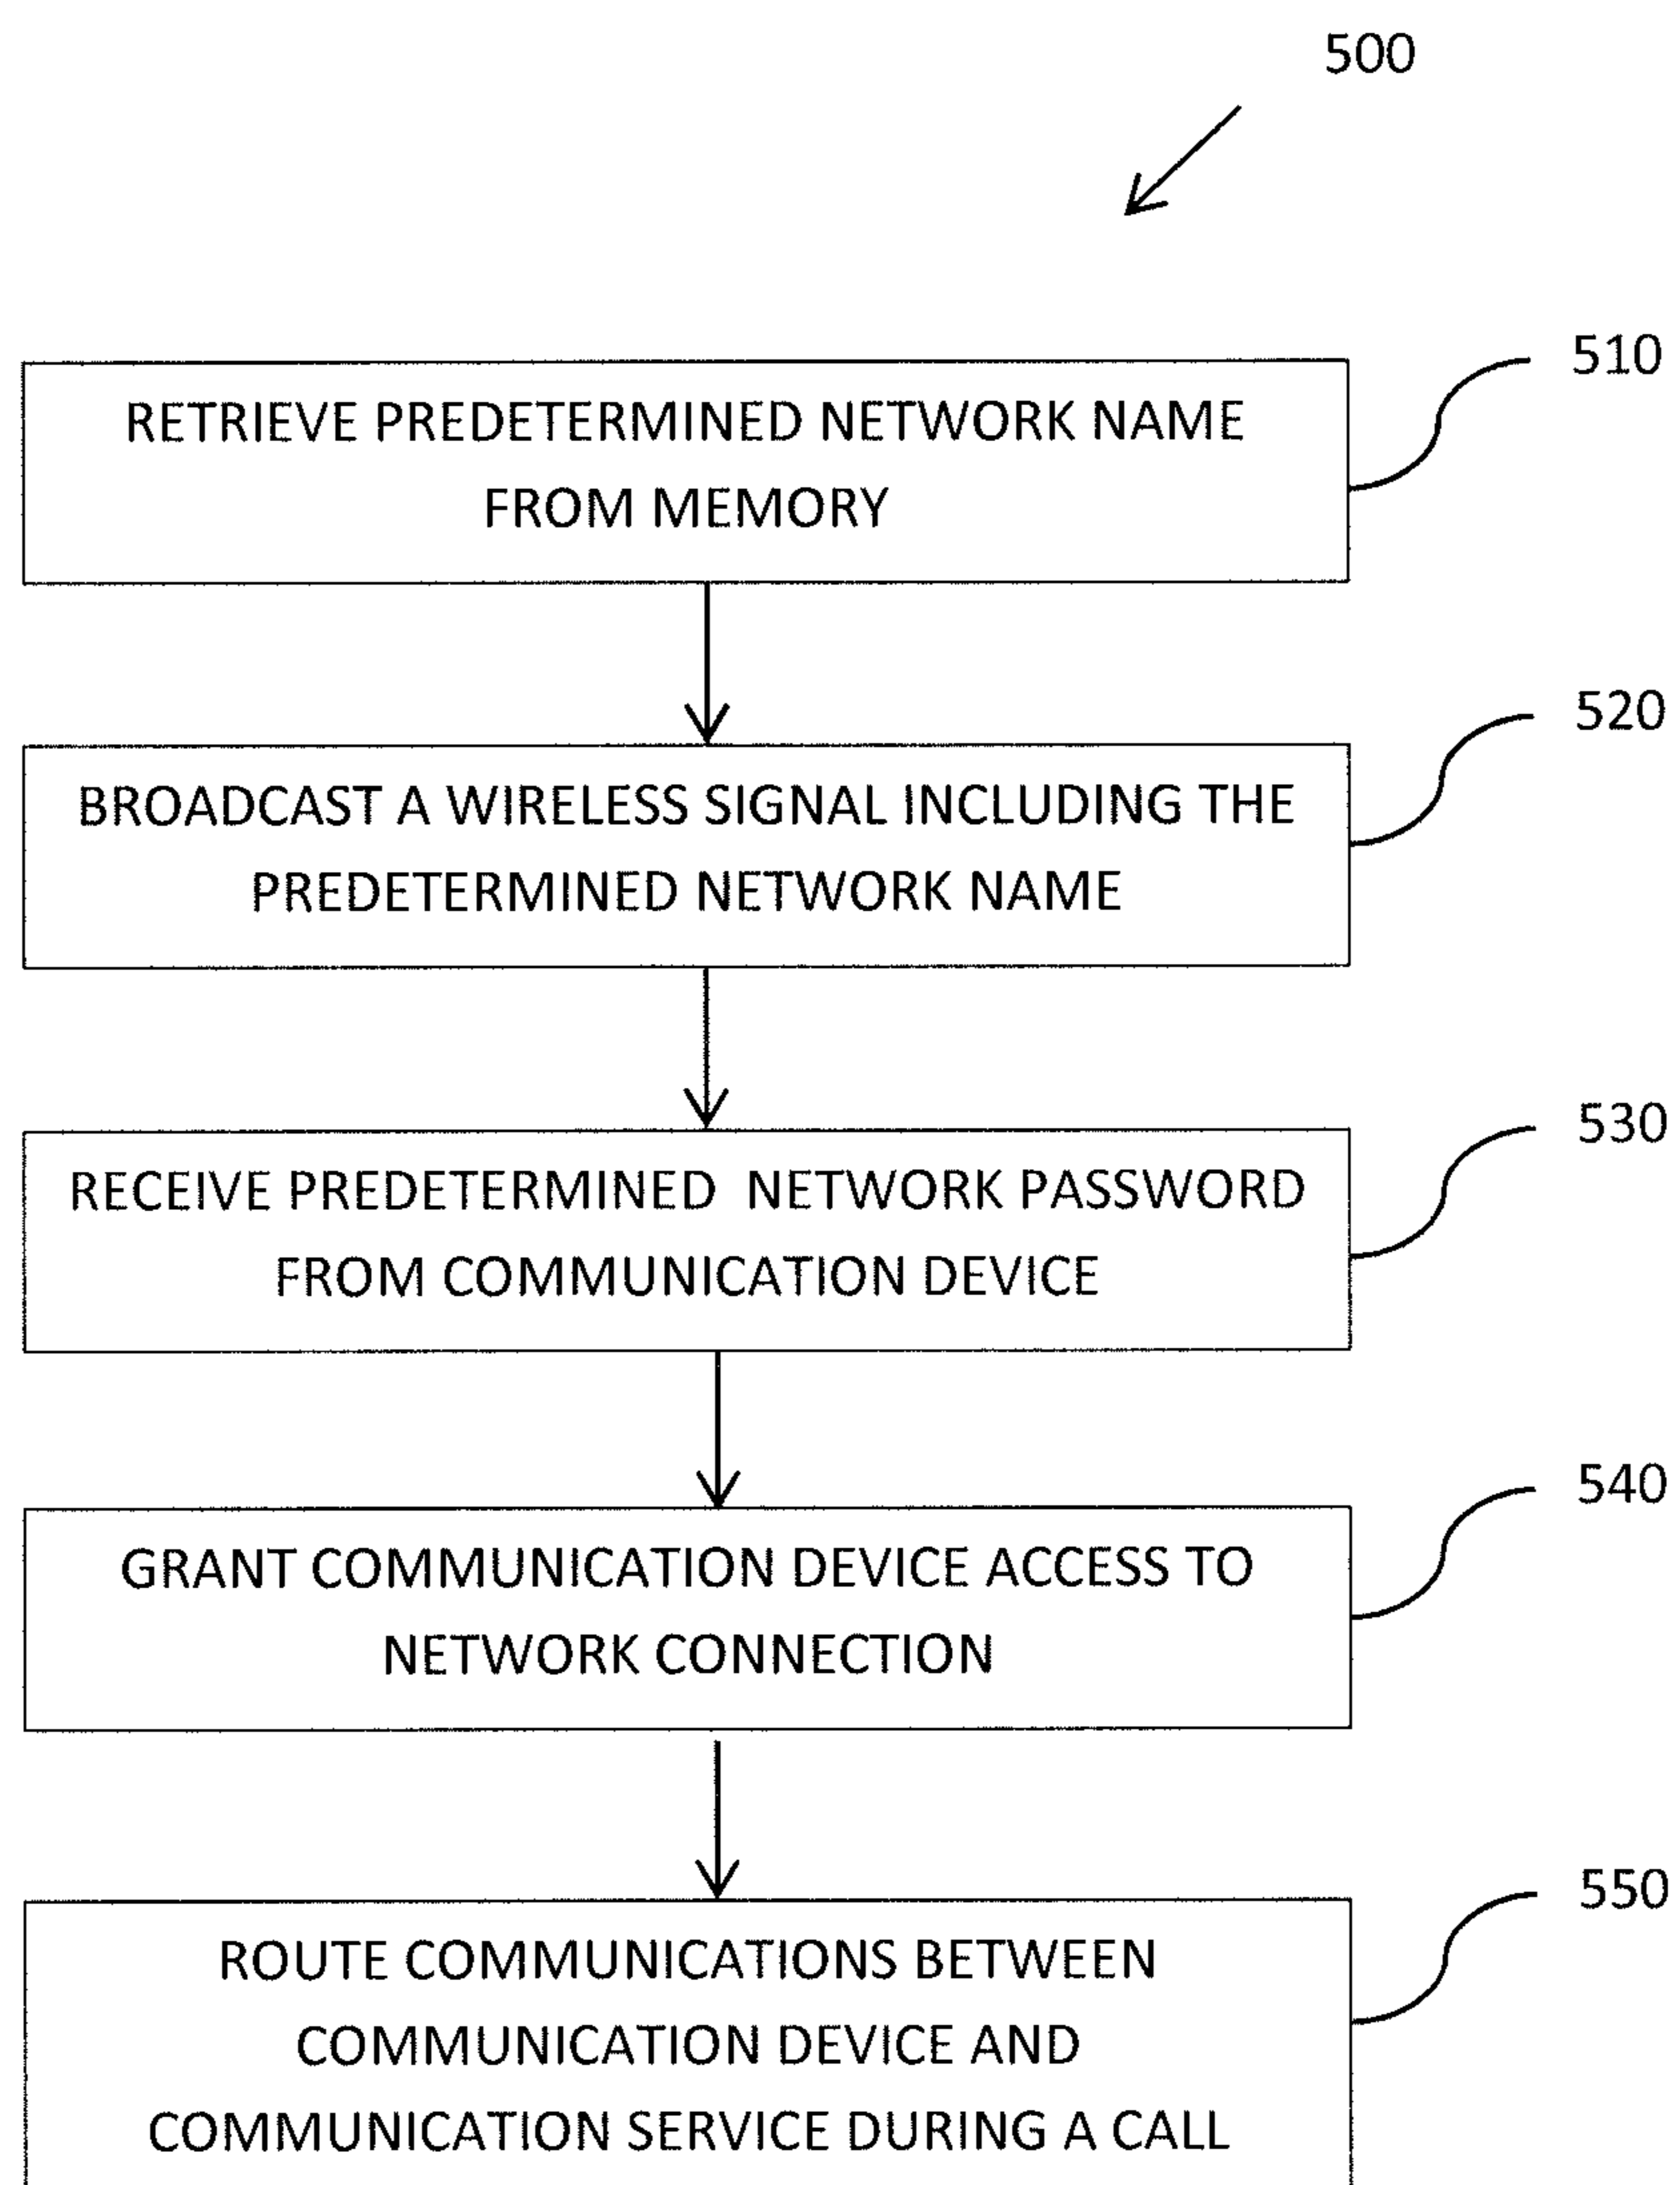 500
RETRIEVE PREDETERMINED NETWORK NAME
FROM MEMORY
510
BROADCAST A WIRELESS SIGNAL INCLUDING THE
PREDETERMINED NETWORK NAME
520
RECEIVE PREDETERMINED NETWORK PASSWORD
FROM COMMUNICATION DEVICE
530
GRANT COMMUNICATION DEVICE ACCESS TO
NETWORK CONNECTION
540
ROUTE COMMUNICATIONS BETWEEN
COMMUNICATION DEVICE AND
COMMUNICATION SERVICE DURING A CALL
550